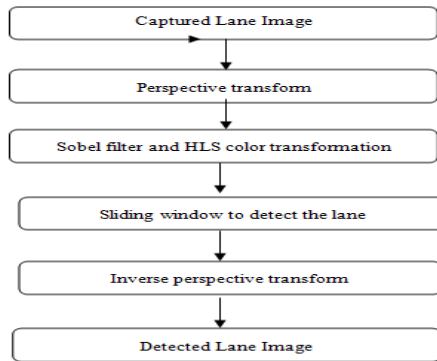 Captured Lane Image
Perspective transform
Sobel filter and HLS color transformation
Sliding window to detect the lane
Inverse perspective transform
Detected Lane Image